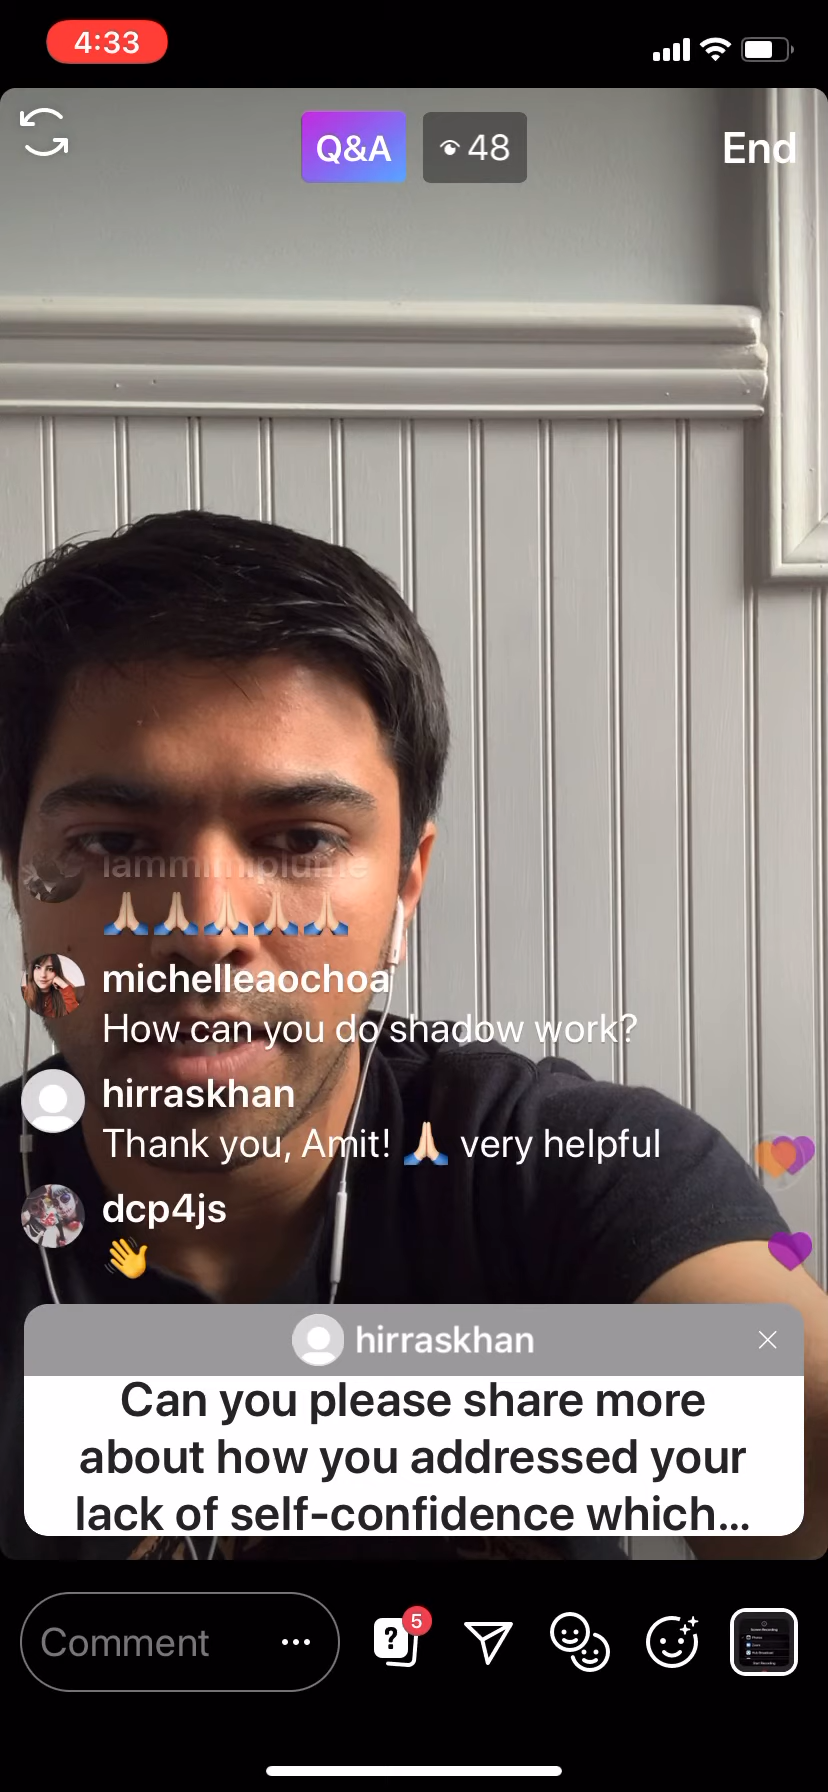 4:33
Q&A
48
End
iammimiplume
🙏🏻🙏🏻🙏🏻🙏🏻🙏🏻
michelleaochoa
How can you do shadow work?
hirraskhan
Thank you, Amit! 🙏🏻 very helpful
dcp4js
👋
hirraskhan
Can you please share more
about how you addressed your
lack of self-confidence which...
Comment
5